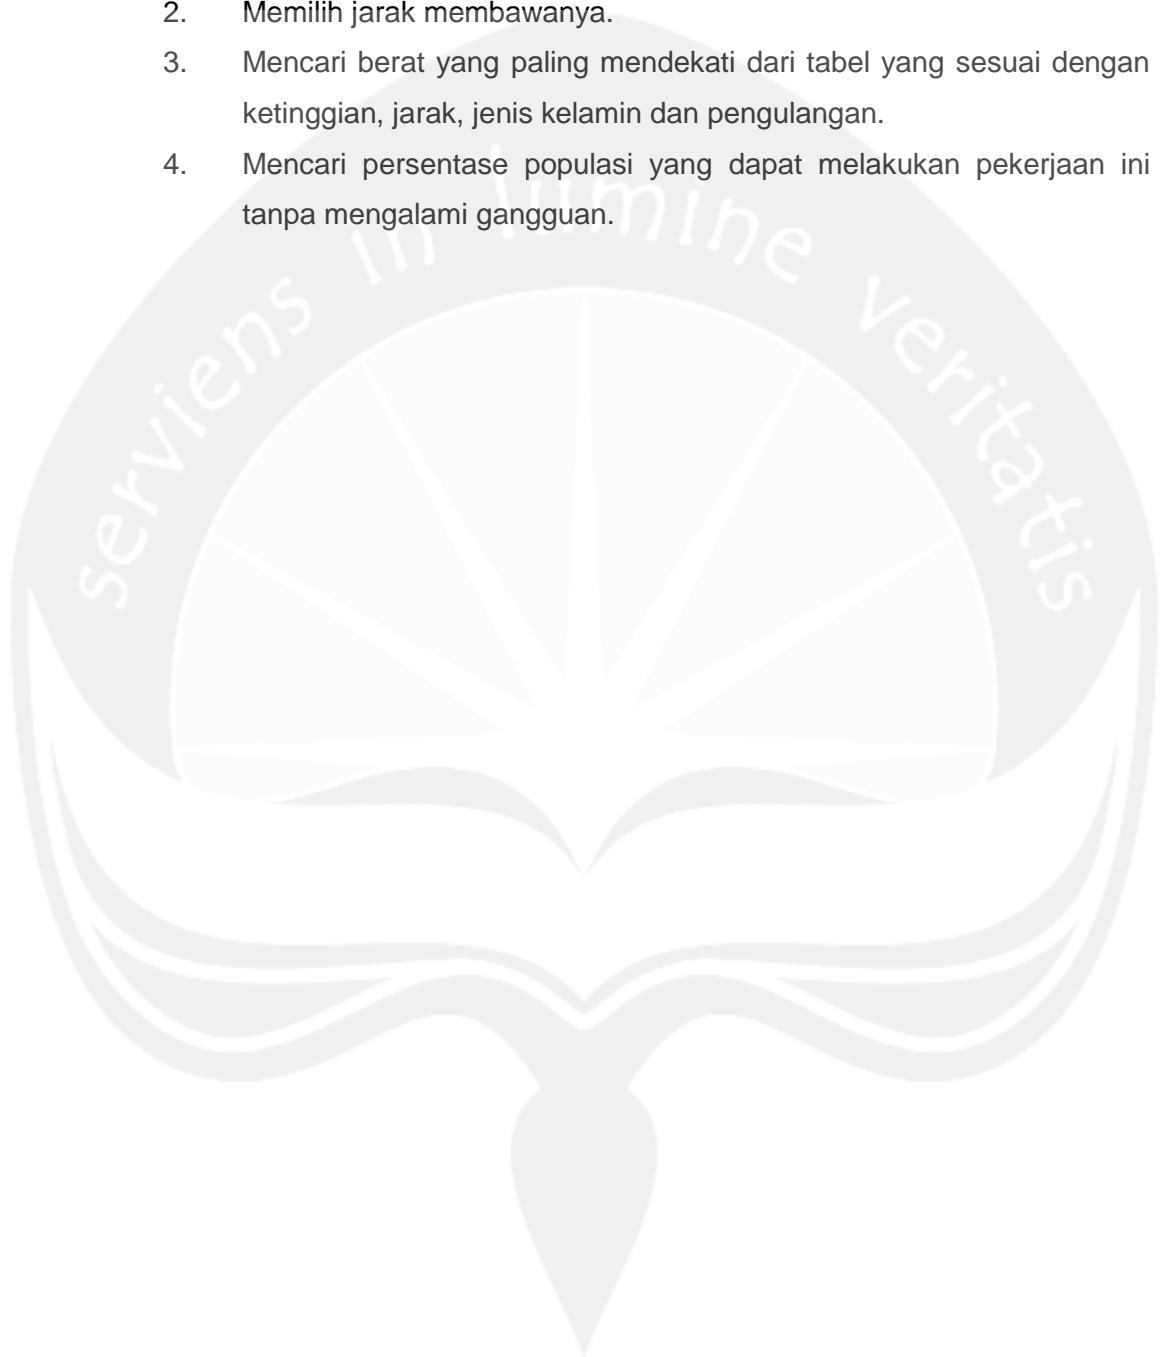 2. Memilih jarak membawanya.
3. Mencari berat yang paling mendekati dari tabel yang sesuai dengan
ketinggian, jarak, jenis kelamin dan pengulangan.
4. Mencari persentase populasi yang dapat melakukan pekerjaan ini
tanpa mengalami gangguan.
serviens in lumine veritatis